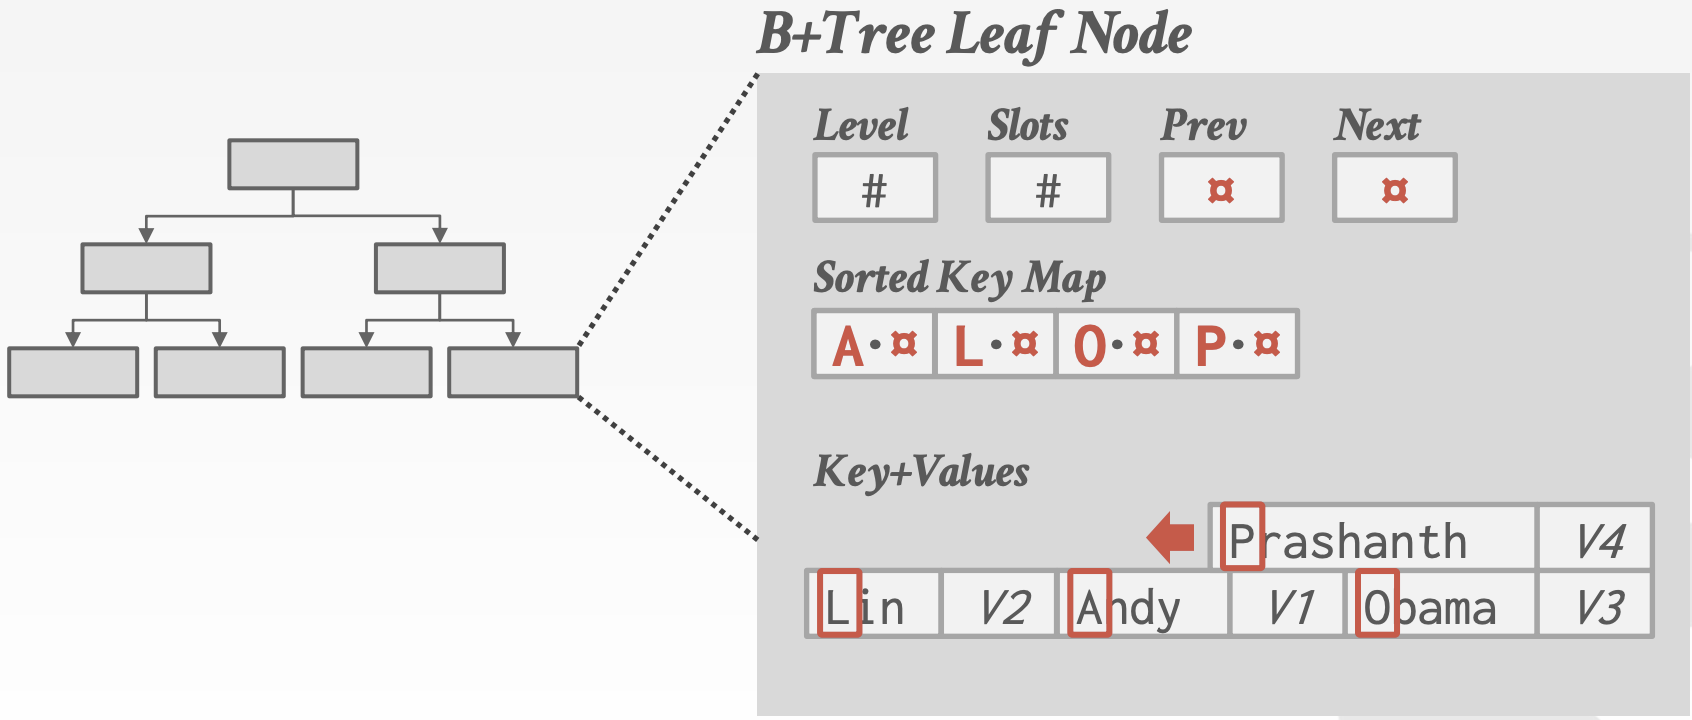 B+Tree Leaf Node
Level Slots Prev Next
# # ¤ ¤
Sorted Key Map
A·¤ L·¤ O·¤ P·¤
Key+Values
Prashanth V4
Lin V2 Andy V1 Obama V3